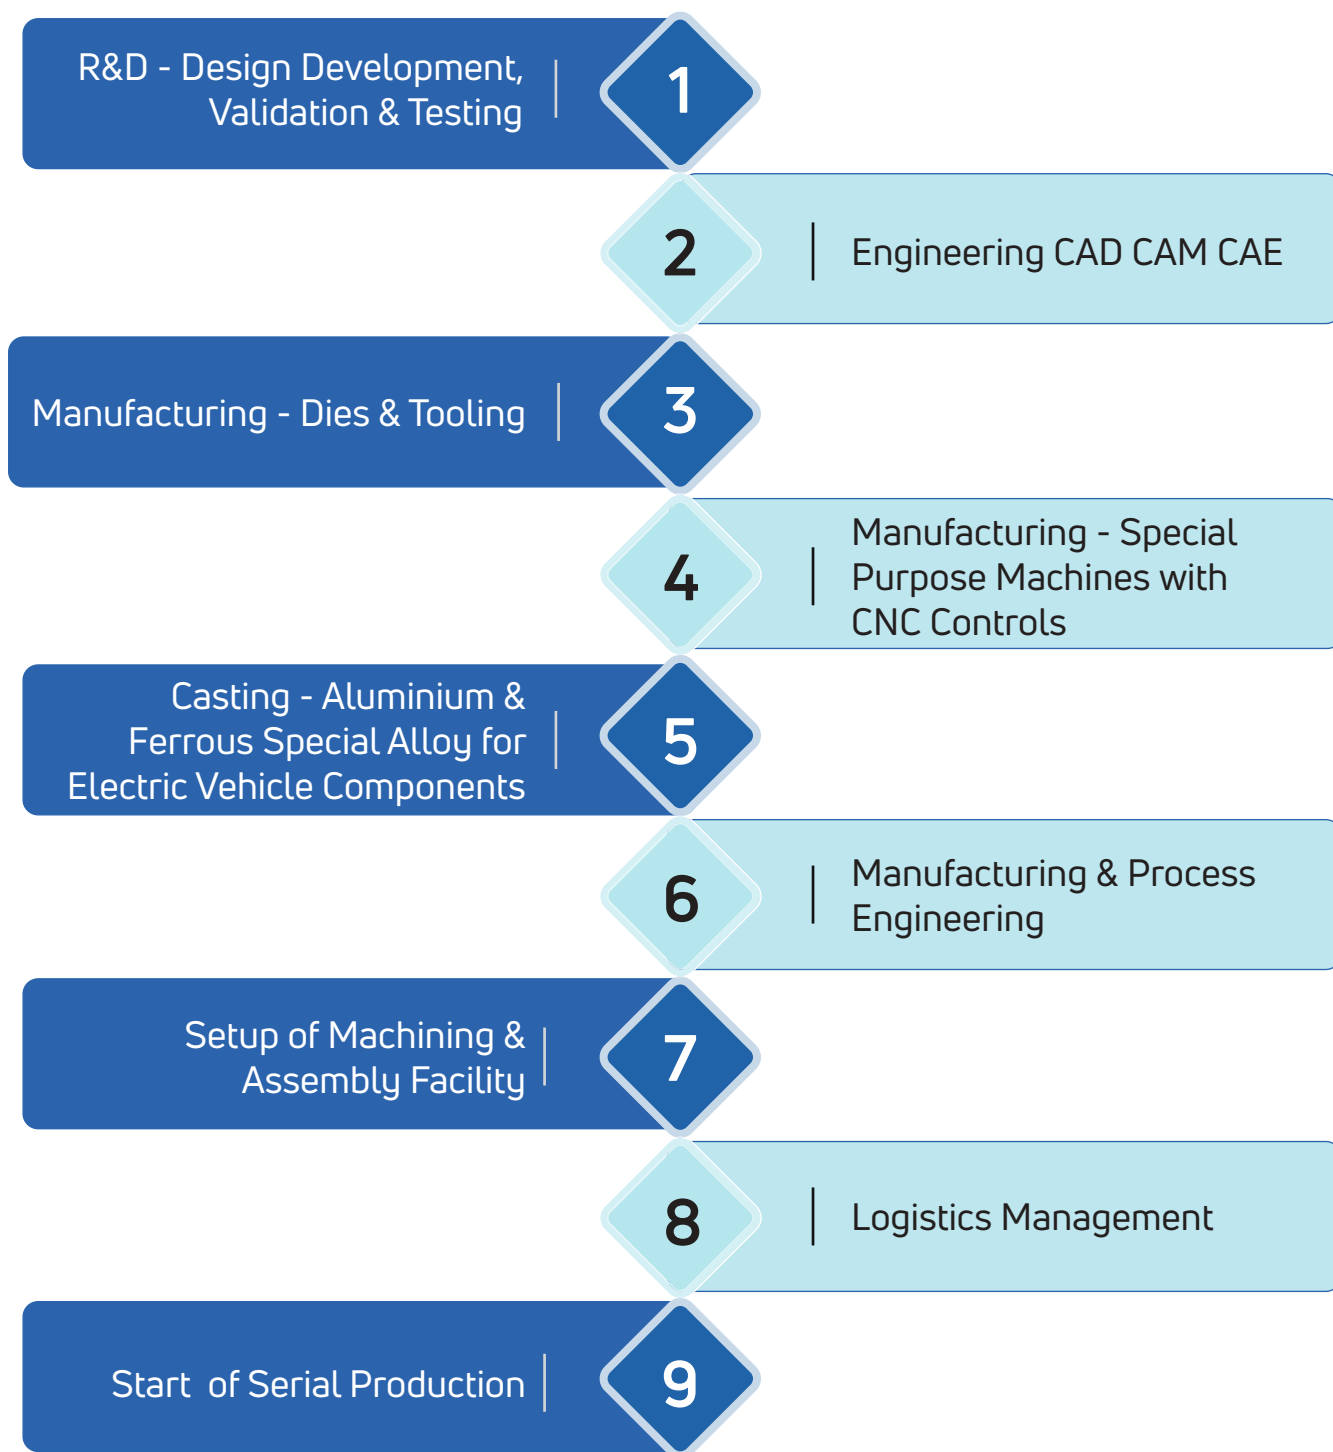 R&D - Design Development,
Validation & Testing
1
2
Engineering CAD CAM CAE
Manufacturing - Dies & Tooling
3
4
Manufacturing - Special
Purpose Machines with
CNC Controls
Casting - Aluminium &
Ferrous Special Alloy for
Electric Vehicle Components
5
6
Manufacturing & Process
Engineering
Setup of Machining &
Assembly Facility
7
8
Logistics Management
Start of Serial Production
9